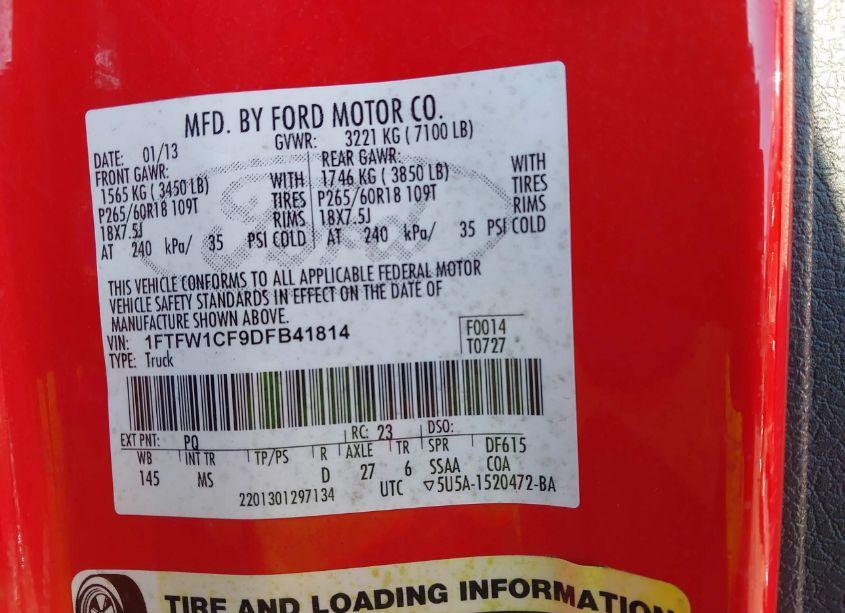 MFD. BY FORD MOTOR CO.
DATE: 01/13 GVWR: 3221 KG ( 7100 LB)
FRONT GAWR: REAR GAWR:
1565 KG ( 3450 LB) WITH 1746 KG ( 3850 LB) WITH
P265/60R18 109T TIRES P265/60R18 109T TIRES
18X7.5J RIMS 18X7.5J RIMS
AT 240 kPa/ 35 PSI COLD AT 240 kPa/ 35 PSI COLD
Ford
THIS VEHICLE CONFORMS TO ALL APPLICABLE FEDERAL MOTOR
VEHICLE SAFETY STANDARDS IN EFFECT ON THE DATE OF
MANUFACTURE SHOWN ABOVE.
VIN: 1FTFW1CF9DFB41814 F0014
TYPE: Truck T0727
EXT PNT: PQ RC: 23 DSO:
WB INT TR TP/PS R AXLE TR SPR DF615
145 MS D 27 6 SSAA COA
2201301297134 UTC ▽5U5A-1520472-BA
TIRE AND LOADING INFORMATION